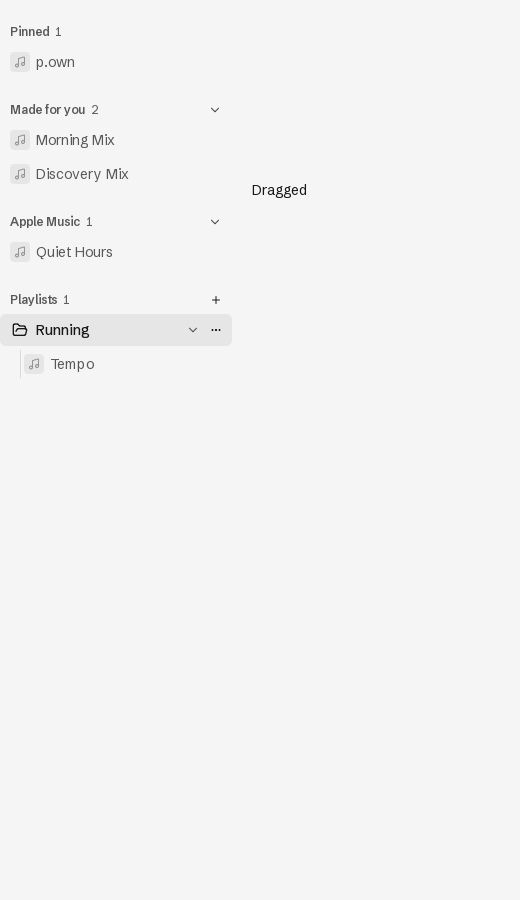 Pinned 1
p.own
Made for you 2
Morning Mix
Discovery Mix
Dragged
Apple Music 1
Quiet Hours
Playlists 1
Running
Tempo